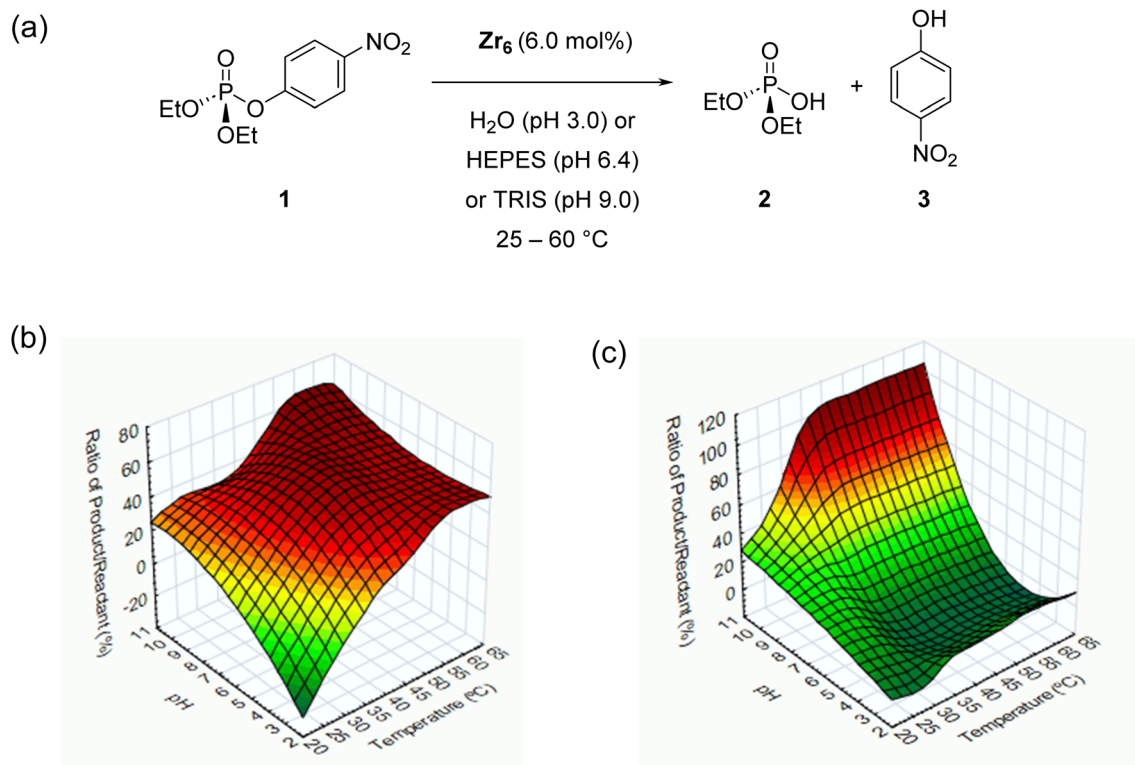 (a)
O
P
EtO
O
OEt
NO2
1
Zr6 (6.0 mol%)
H2O (pH 3.0) or
HEPES (pH 6.4)
or TRIS (pH 9.0)
25 – 60 °C
O
P
EtO
OH
OEt
2
+
OH
NO2
3
(b)
Ratio of Product/Reactant (%)
80
60
40
20
0
-20
11
10
9
8
7
6
5
4
3
2
pH
20
25
30
35
40
45
50
55
60
65
Temperature (ºC)
(c)
Ratio of Product/Reactant (%)
120
100
80
60
40
20
0
11
10
9
8
7
6
5
4
3
2
pH
20
25
30
35
40
45
50
55
60
65
Temperature (ºC)